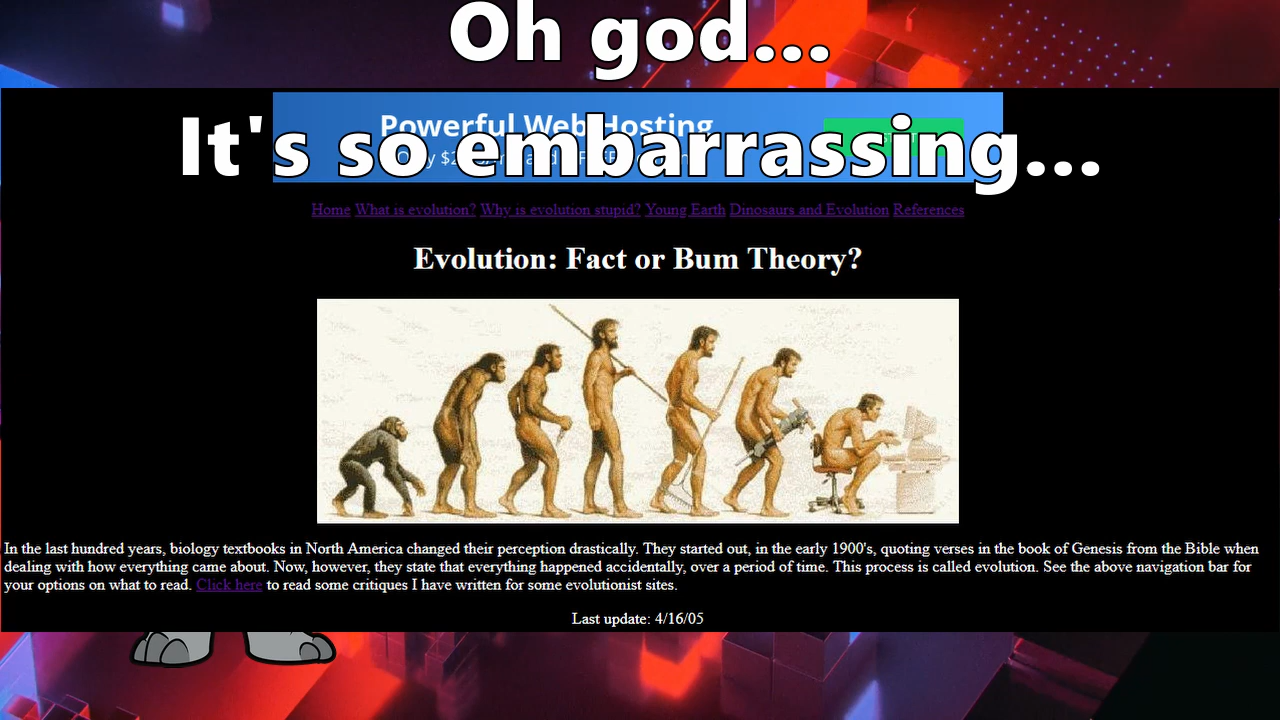 Oh god...
Powerful Web Hosting
It's so embarrassing...
Home What is evolution? Why is evolution stupid? Young Earth Dinosaurs and Evolution References
Evolution: Fact or Bum Theory?
In the last hundred years, biology textbooks in North America changed their perception drastically. They started out, in the early 1900's, quoting verses in the book of Genesis from the Bible when
dealing with how everything came about. Now, however, they state that everything happened accidentally, over a period of time. This process is called evolution. See the above navigation bar for
your options on what to read. Click here to read some critiques I have written for some evolutionist sites.
Last update: 4/16/05